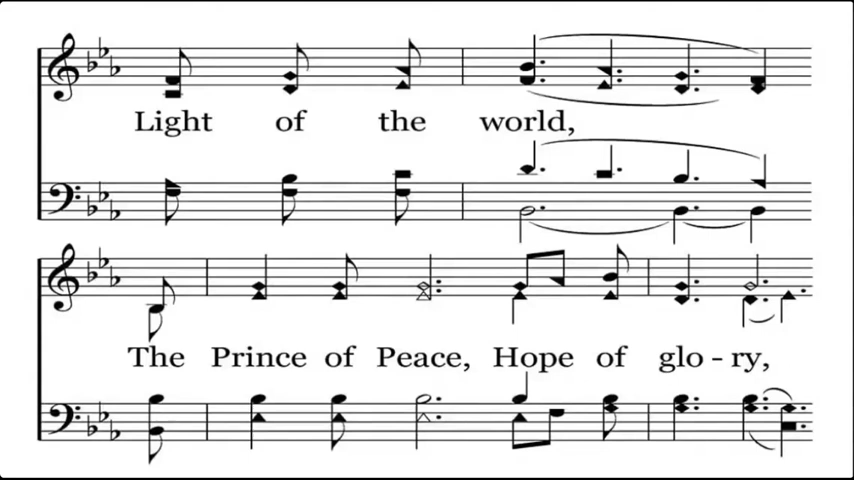 Light of the world,
The Prince of Peace, Hope of glo - ry,